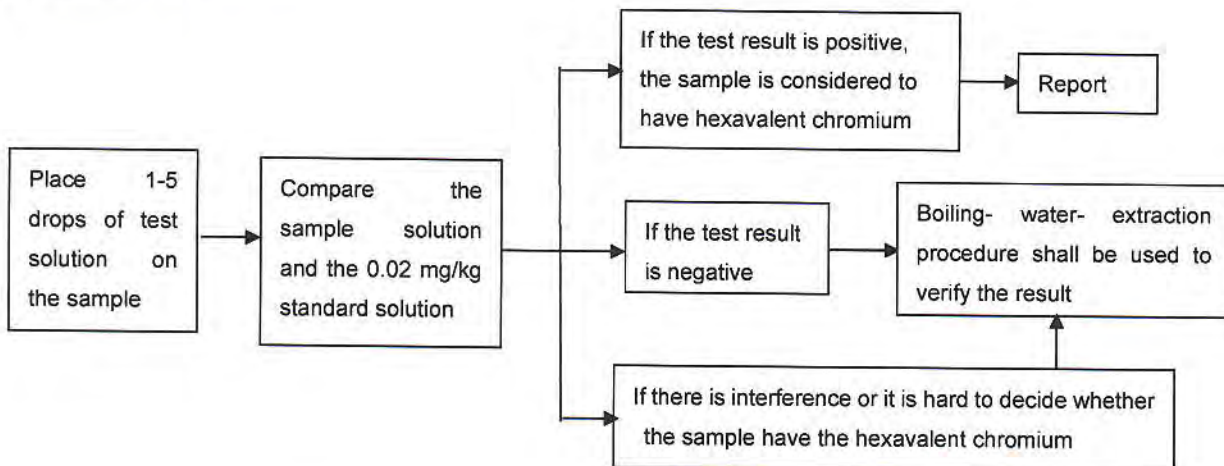 Place 1-5
drops of test
solution on
the sample
Compare the
sample solution
and the 0.02 mg/kg
standard solution
If the test result is positive,
the sample is considered to
have hexavalent chromium
Report
If the test result
is negative
Boiling- water- extraction
procedure shall be used to
verify the result
If there is interference or it is hard to decide whether
the sample have the hexavalent chromium